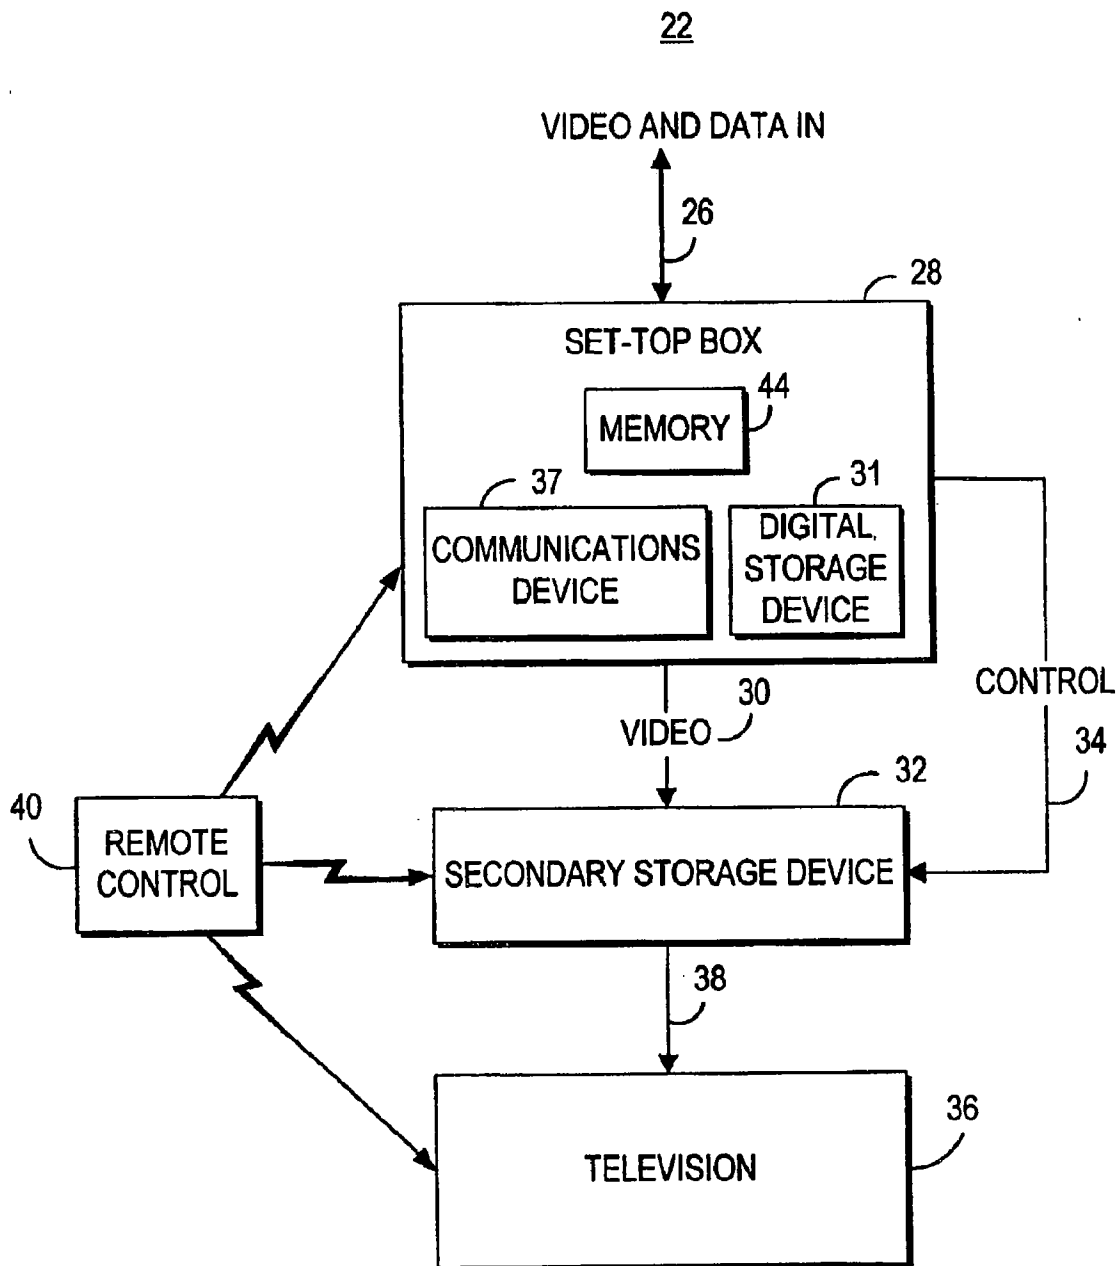 22
VIDEO AND DATA IN
26
28
SET-TOP BOX
44
MEMORY
37
31
COMMUNICATIONS
DEVICE
DIGITAL
STORAGE
DEVICE
CONTROL
30
VIDEO
34
32
40
REMOTE
CONTROL
SECONDARY STORAGE DEVICE
38
36
TELEVISION